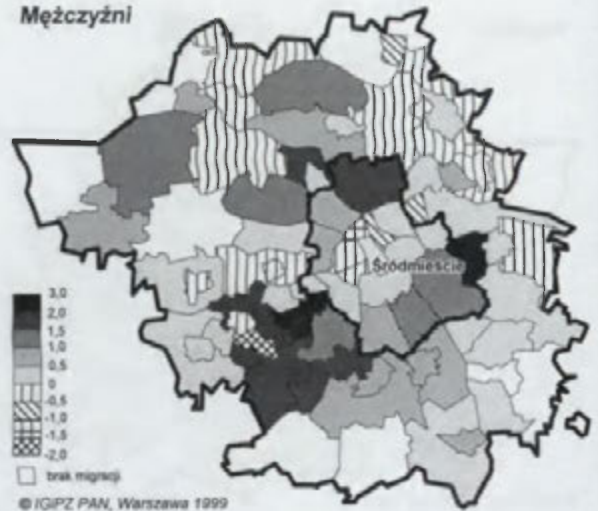 Mężczyźni
Śródmieście
3,0
2,0
1,5
1,0
0,5
0
-0,5
-1,0
-1,5
-2,0
brak migracji
© IGiPZ PAN, Warszawa 1999